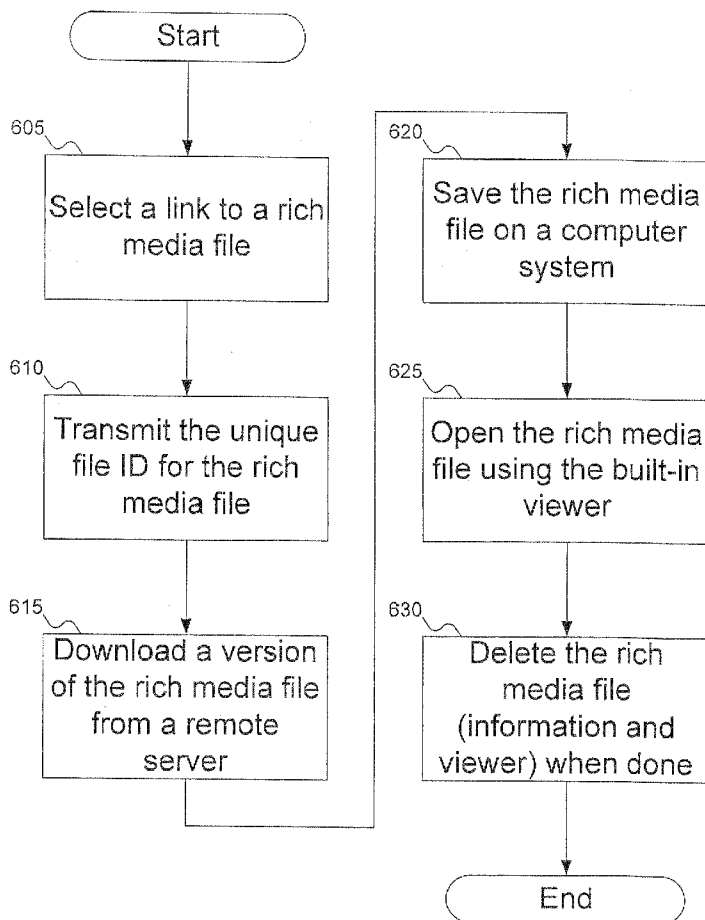 Start
605
Select a link to a rich
media file
610
Transmit the unique
file ID for the rich
media file
615
Download a version
of the rich media file
from a remote
server
620
Save the rich media
file on a computer
system
625
Open the rich media
file using the built-in
viewer
630
Delete the rich
media file
(information and
viewer) when done
End